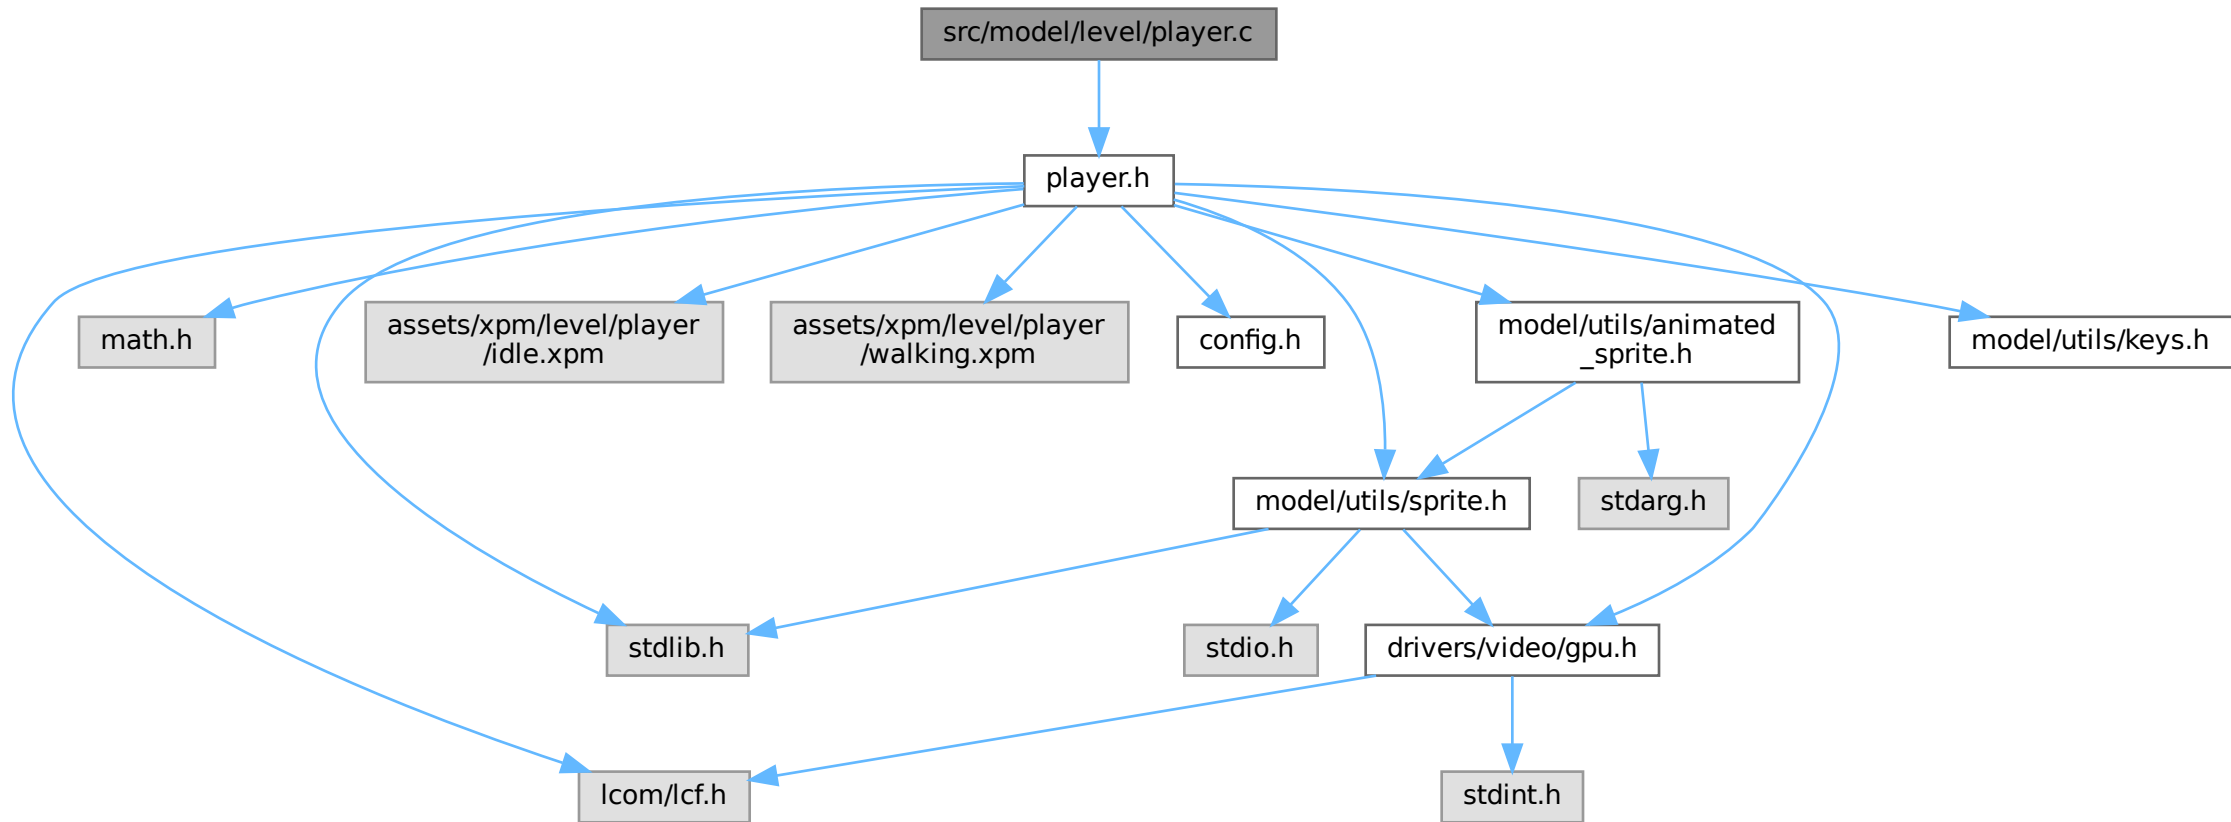 src/model/level/player.c
player.h
math.h
assets/xpm/level/player
/idle.xpm
assets/xpm/level/player
/walking.xpm
config.h
model/utils/animated
_sprite.h
model/utils/keys.h
model/utils/sprite.h
stdarg.h
stdlib.h
stdio.h
drivers/video/gpu.h
lcom/lcf.h
stdint.h